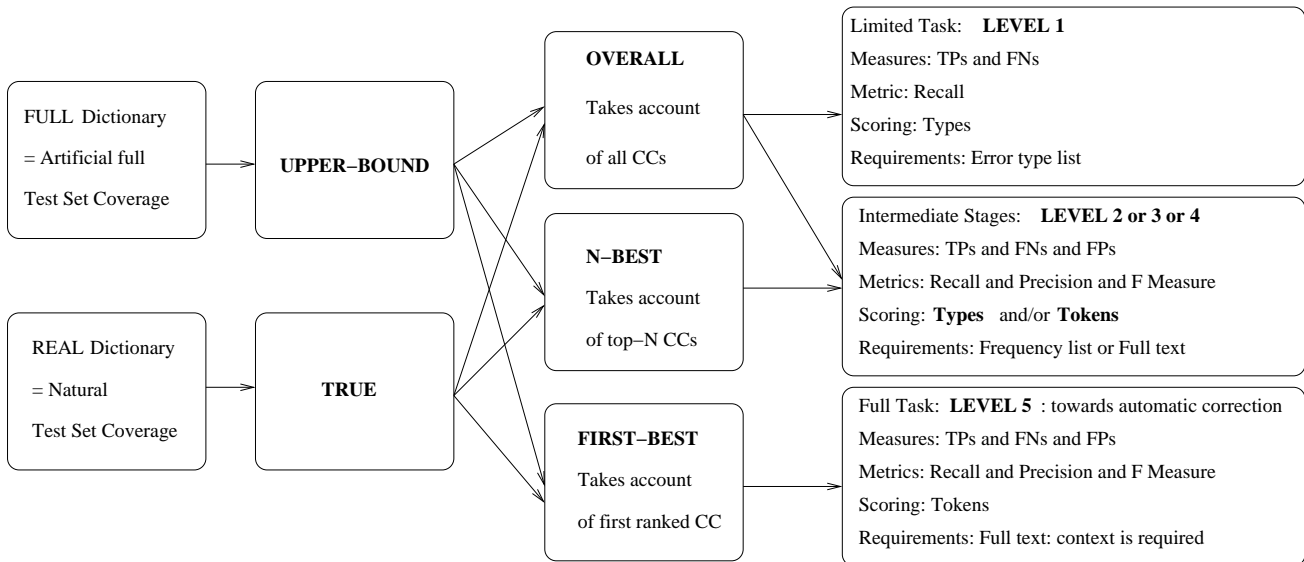 FULL Dictionary
= Artificial full
Test Set Coverage
REAL Dictionary
= Natural
Test Set Coverage
UPPER−BOUND
TRUE
OVERALL
Takes account
of all CCs
N−BEST
Takes account
of top−N CCs
FIRST−BEST
Takes account
of first ranked CC
Limited Task: LEVEL 1
Measures: TPs and FNs
Metric: Recall
Scoring: Types
Requirements: Error type list
Intermediate Stages: LEVEL 2 or 3 or 4
Measures: TPs and FNs and FPs
Metrics: Recall and Precision and F Measure
Scoring: Types and/or Tokens
Requirements: Frequency list or Full text
Full Task: LEVEL 5 : towards automatic correction
Measures: TPs and FNs and FPs
Metrics: Recall and Precision and F Measure
Scoring: Tokens
Requirements: Full text: context is required